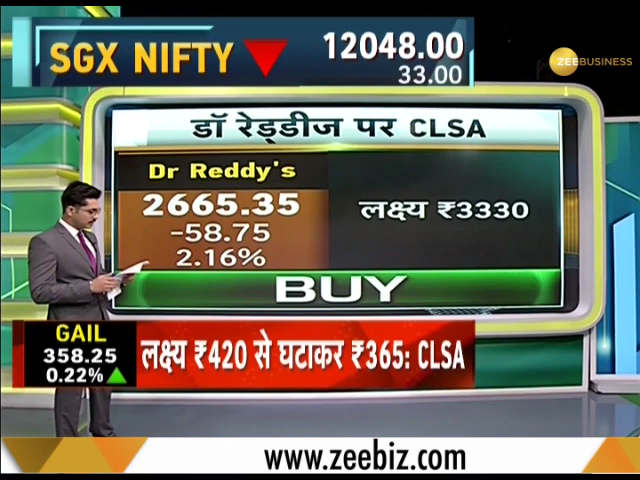 SGX NIFTY 12048.00
33.00
ZEEBUSINESS
डॉ रेड्डीज पर CLSA
Dr Reddy's
2665.35
-58.75
2.16%
लक्ष्य ₹3330
BUY
GAIL
358.25
0.22%
लक्ष्य ₹420 से घटाकर ₹365: CLSA
www.zeebiz.com